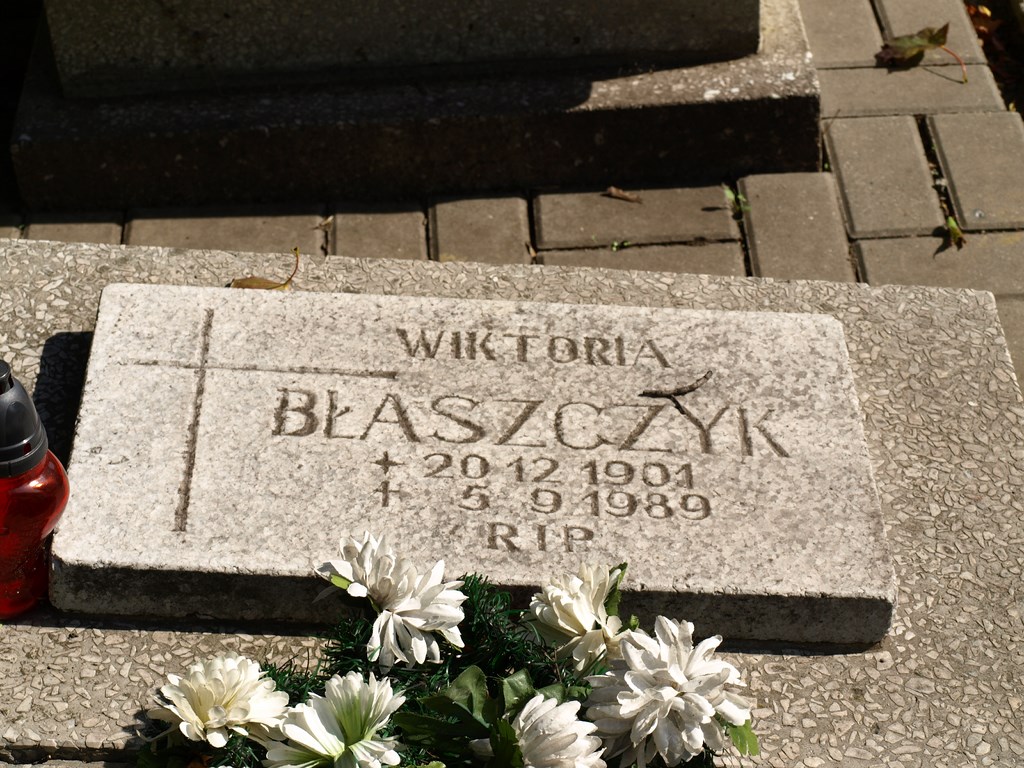 WIKTORIA
BŁASZCZYK
+ 20 12 1901
+ 5 9 1989
RIP